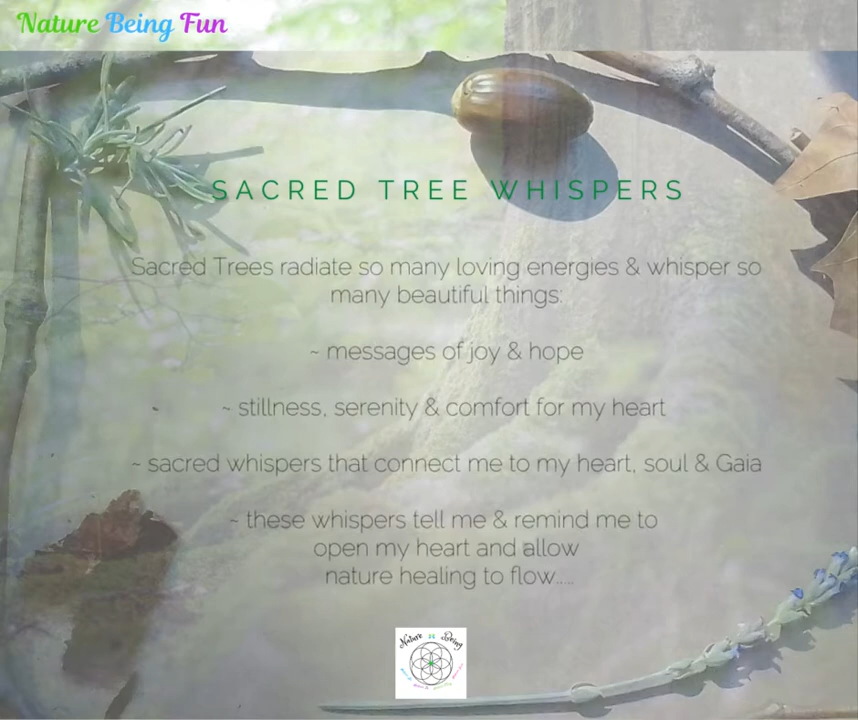 Nature Being Fun
SACRED TREE WHISPERS
Sacred Trees radiate so many loving energies & whisper so
many beautiful things:
~ messages of joy & hope
~ stillness, serenity & comfort for my heart
~ sacred whispers that connect me to my heart, soul & Gaia
~ these whispers tell me & remind me to
open my heart and allow
nature healing to flow.....
Nature Being